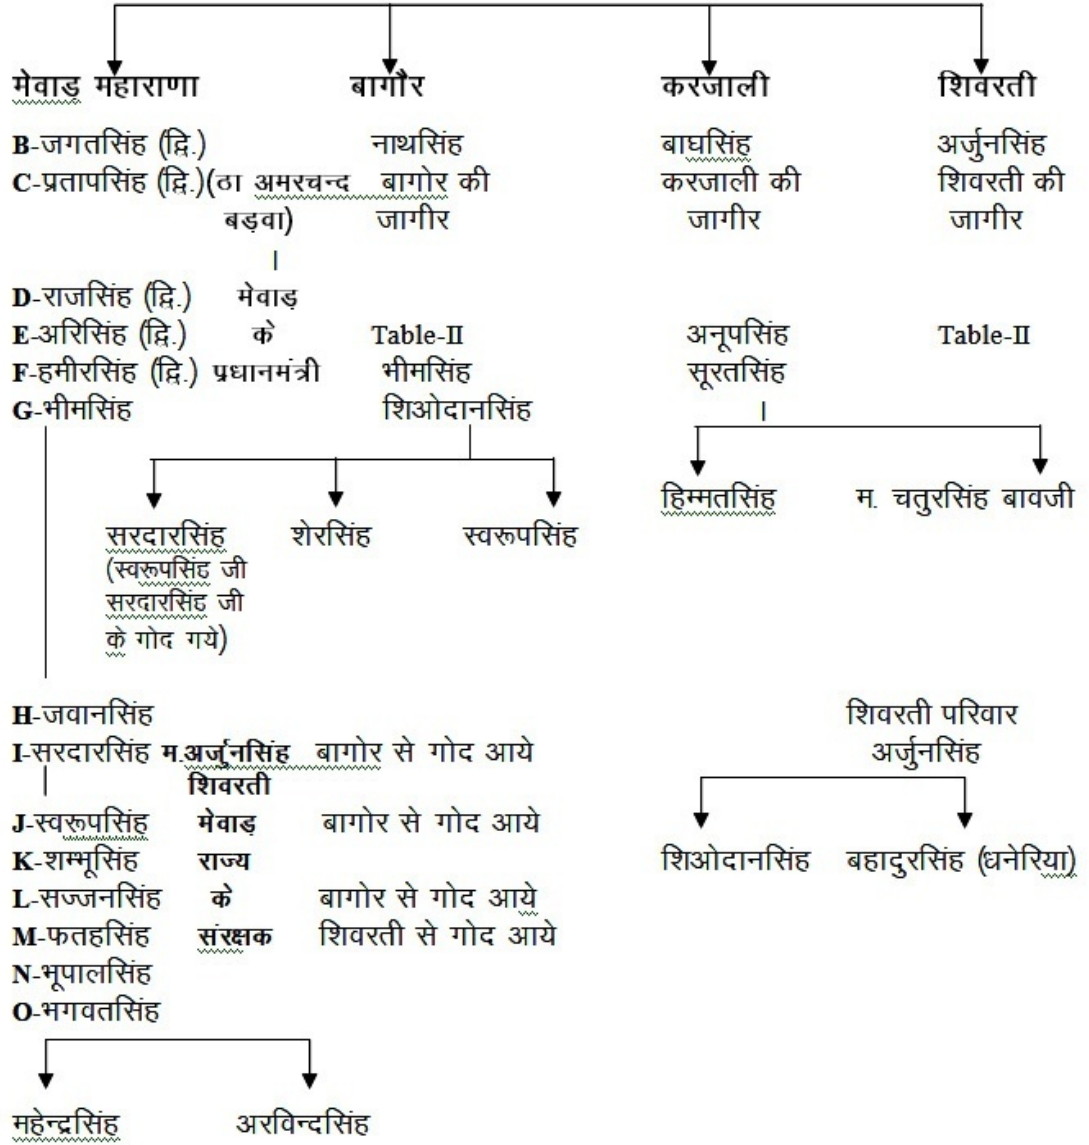 मेवाड़ महाराणा बागौर करजाली शिवरती
B-जगतसिंह (द्वि.) नाथसिंह बाघसिंह अर्जुनसिंह
C-प्रतापसिंह (द्वि.)(ठा अमरचन्द बागोर की करजाली की शिवरती की
बड़वा) जागीर जागीर जागीर
D-राजसिंह (द्वि.) मेवाड़
E-अरिसिंह (द्वि.) के Table-II अनूपसिंह Table-II
F-हमीरसिंह (द्वि.) प्रधानमंत्री भीमसिंह सूरतसिंह
G-भीमसिंह शिओदानसिंह
हिम्मतसिंह म. चतुरसिंह बावजी
सरदारसिंह शेरसिंह स्वरूपसिंह
(स्वरूपसिंह जी
सरदारसिंह जी
के गोद गये)
H-जवानसिंह शिवरती परिवार
I-सरदारसिंह म.अर्जुनसिंह बागोर से गोद आये अर्जुनसिंह
शिवरती
J-स्वरूपसिंह मेवाड़ बागोर से गोद आये
K-शम्भूसिंह राज्य शिओदानसिंह बहादुरसिंह (धनेरिया)
L-सज्जनसिंह के बागोर से गोद आये
M-फतहसिंह संरक्षक शिवरती से गोद आये
N-भूपालसिंह
O-भगवतसिंह
महेन्द्रसिंह अरविन्दसिंह